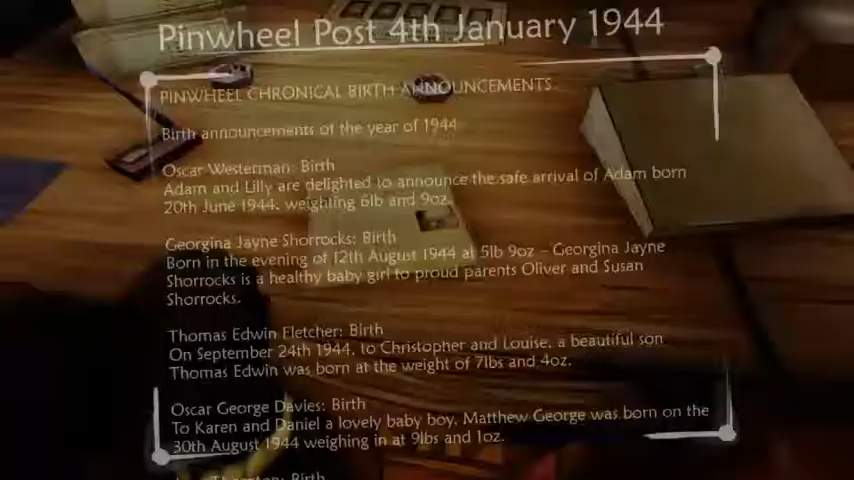 Pinwheel Post 4th January 1944
PINWHEEL CHRONICAL BIRTH ANNOUNCEMENTS
Birth announcements of the year of 1944
Oscar Westerman: Birth
Adam and Lilly are delighted to announce the safe arrival of Adam born
20th June 1944, weighting 6lb and 9oz.
Georgina Jayne Shorrocks: Birth
Born in the evening of 12th August 1944 at 5lb 9oz - Georgina Jayne
Shorrocks is a healthy baby girl to proud parents Oliver and Susan
Shorrocks.
Thomas Edwin Fletcher: Birth
On September 24th 1944, to Christopher and Louise, a beautiful son
Thomas Edwin was born at the weight of 7lbs and 4oz.
Oscar George Davies: Birth
To Karen and Daniel a lovely baby boy, Matthew George was born on the
30th August 1944 weighing in at 9lbs and 1oz.
Thornton: Birth